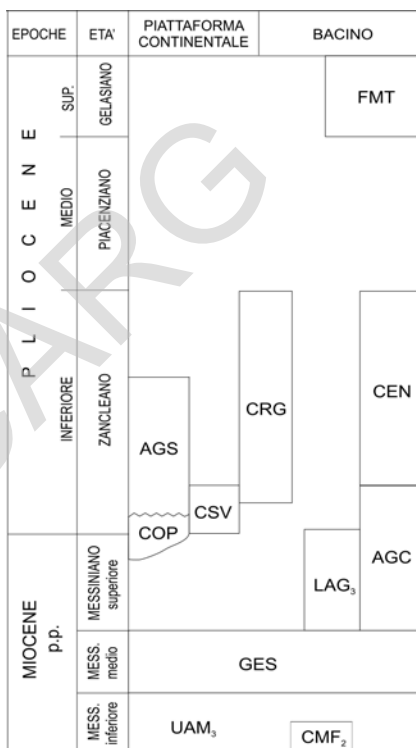 EPOCHE
ETA'
PIATTAFORMA
CONTINENTALE
BACINO
PLIOCENE
SUP.
GELASIANO
FMT
MEDIO
PIACENZIANO
INFERIORE
ZANCLEANO
AGS
CRG
CEN
CSV
COP
MIOCENE
p.p.
MESSINIANO
superiore
LAG₃
AGC
MESS.
medio
GES
MESS.
inferiore
UAM₃
CMF₂
CARG